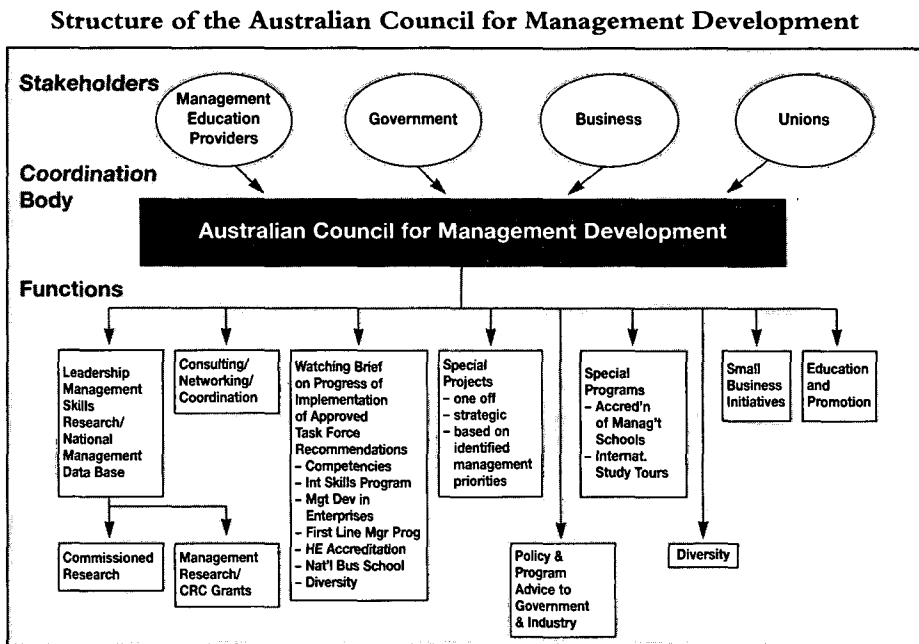 Structure of the Australian Council for Management Development
Stakeholders
Management
Education
Providers
Government
Business
Unions
Coordination
Body
Australian Council for Management Development
Functions
Leadership
Management
Skills
Research/
National
Management
Data Base
Consulting/
Networking/
Coordination
Watching Brief
on Progress of
Implementation
of Approved
Task Force
Recommendations
– Competencies
– Int Skills Program
– Mgt Dev in
Enterprises
– First Line Mgr Prog
– HE Accreditation
– Nat'l Bus School
– Diversity
Special
Projects
– one off
– strategic
– based on
identified
management
priorities
Special
Programs
– Accred'n
of Manag't
Schools
– Internat.
Study Tours
Small
Business
Initiatives
Education
and
Promotion
Commissioned
Research
Management
Research/
CRC Grants
Policy &
Program
Advice to
Government
& Industry
Diversity